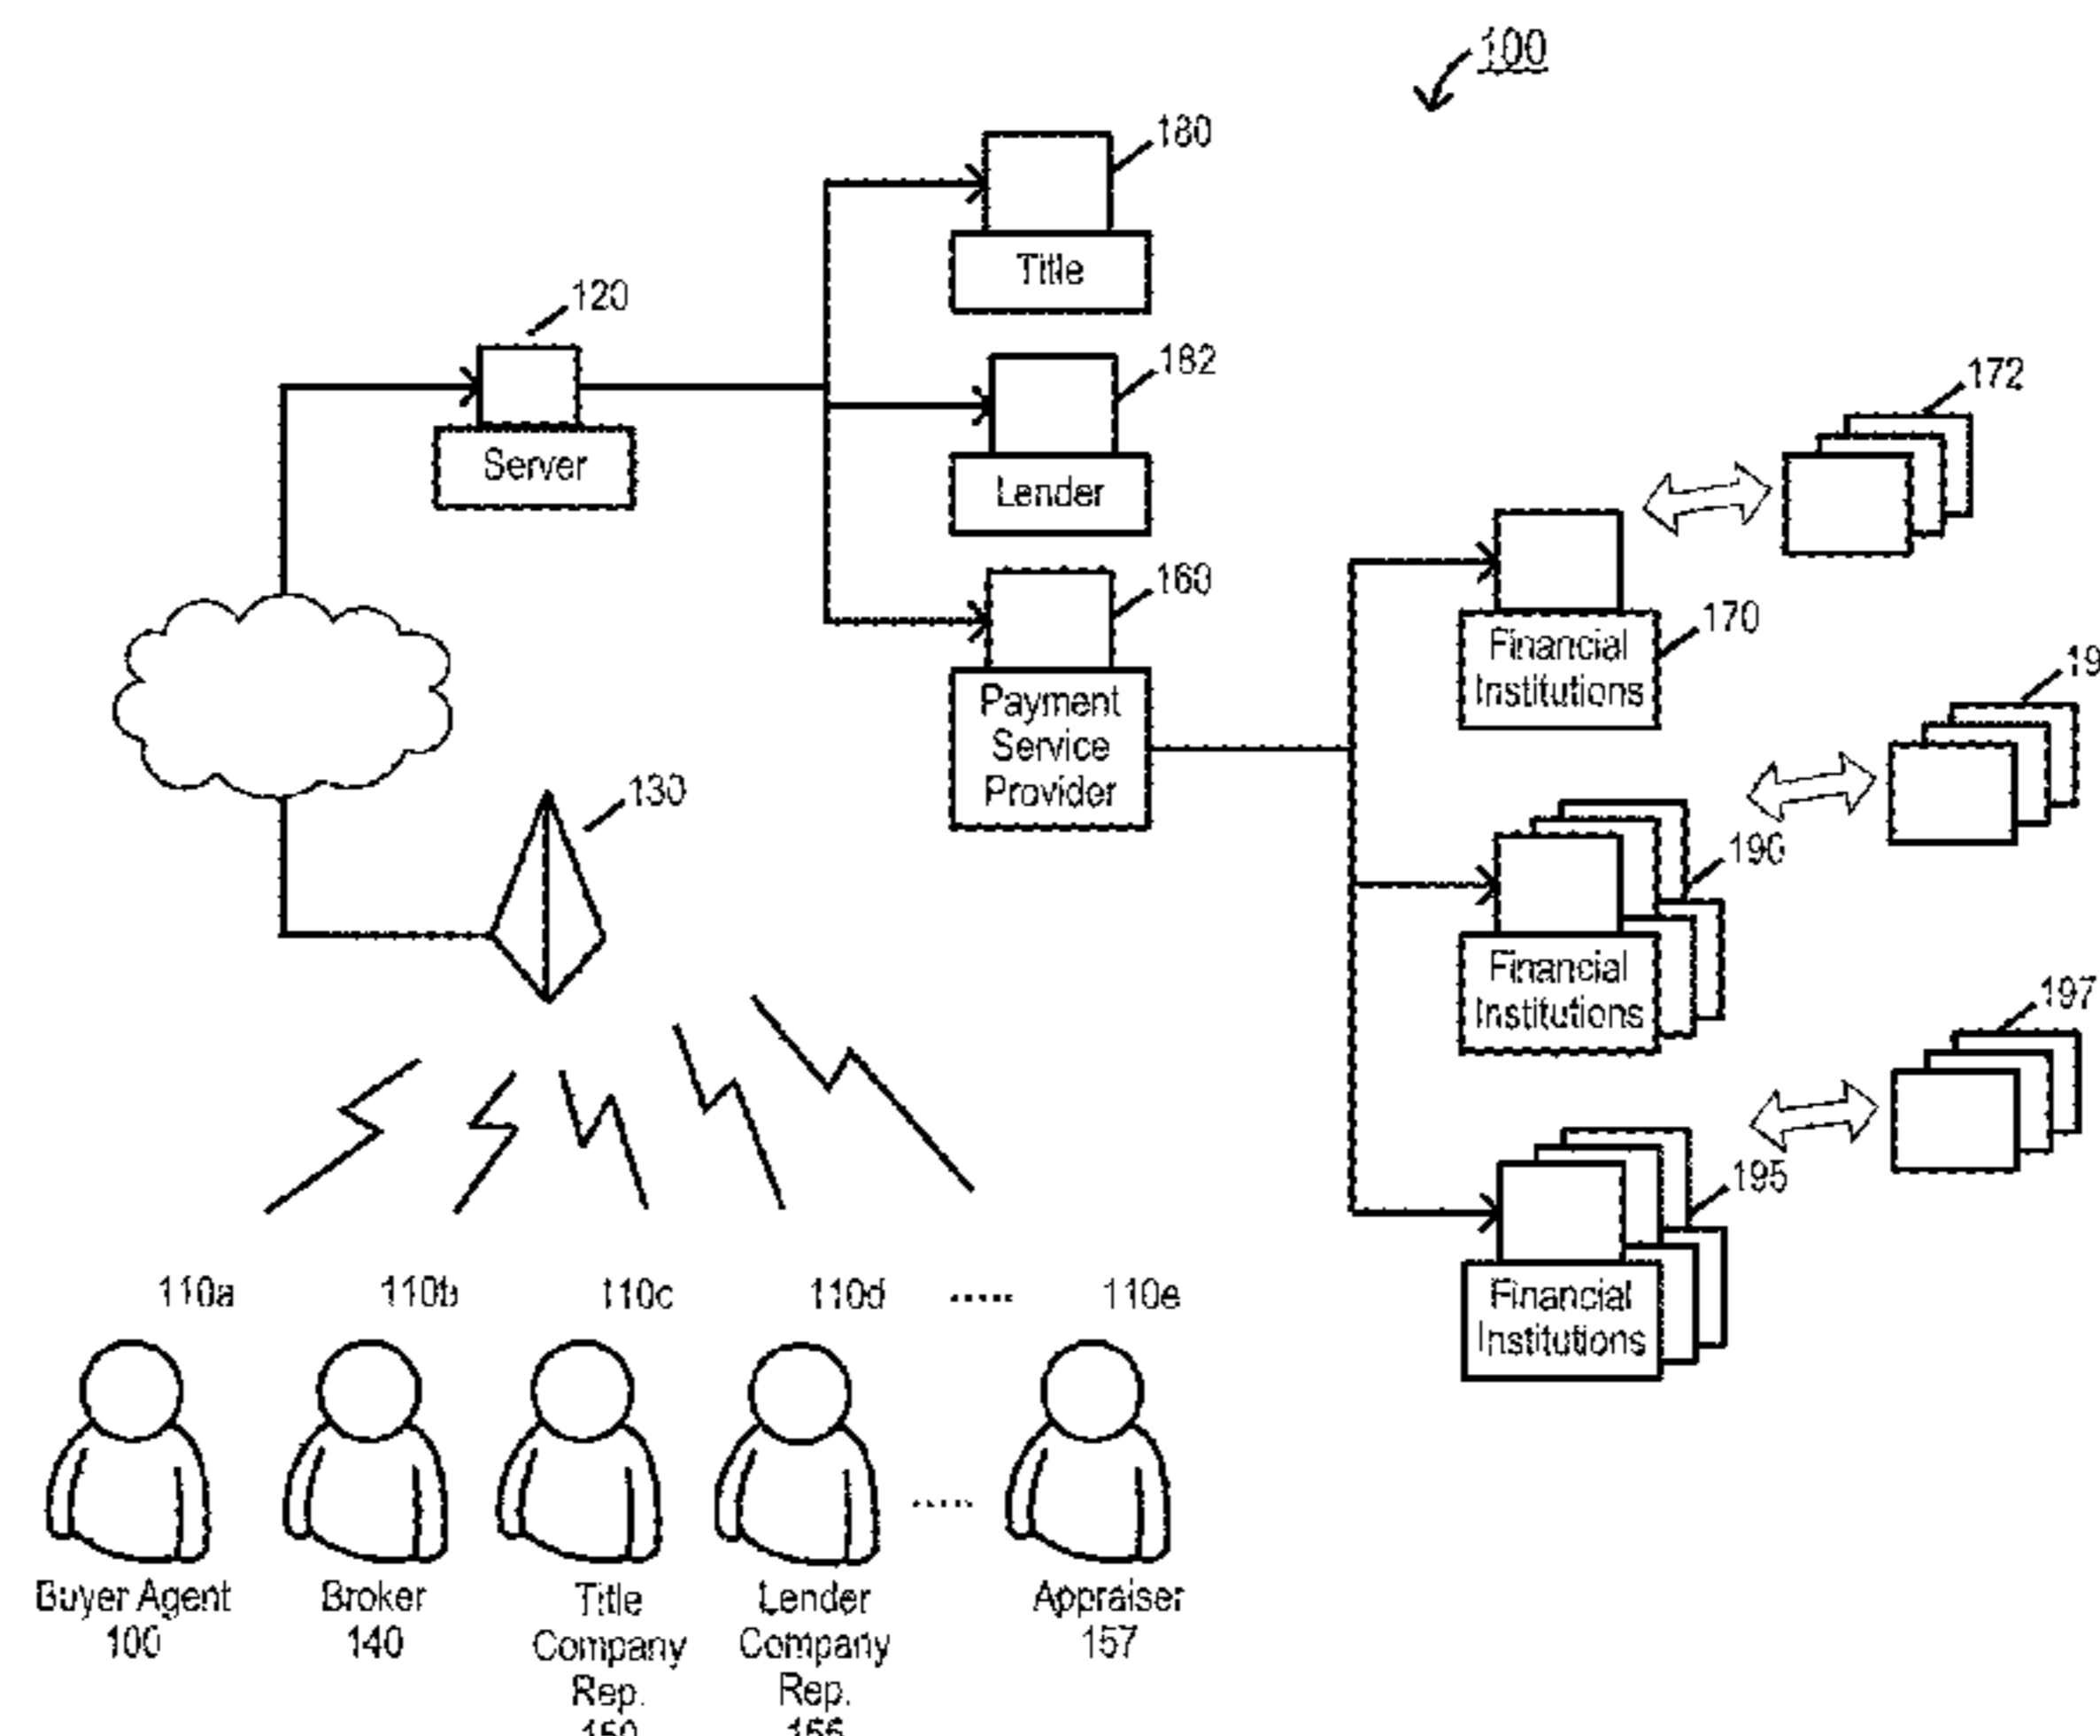 100
180
Title
120
Server
182
Lender
172
160
Payment
Service
Provider
170
Financial
Institutions
19
130
190
Financial
Institutions
197
195
Financial
Institutions
110a
110b
110c
110d
.....
110e
.....
Buyer Agent
100
Broker
140
Title
Company
Rep.
Lender
Company
Rep.
Appraiser
157